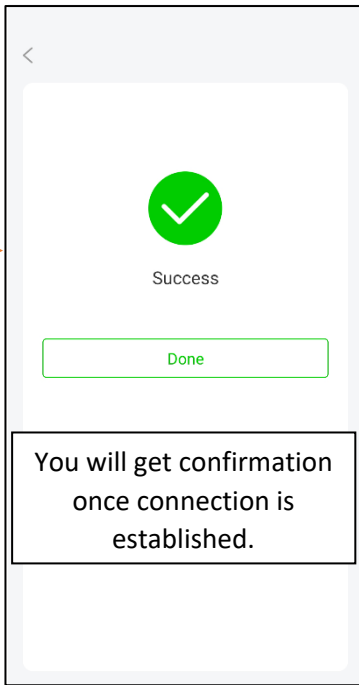 Success
Done
You will get confirmation
once connection is
established.